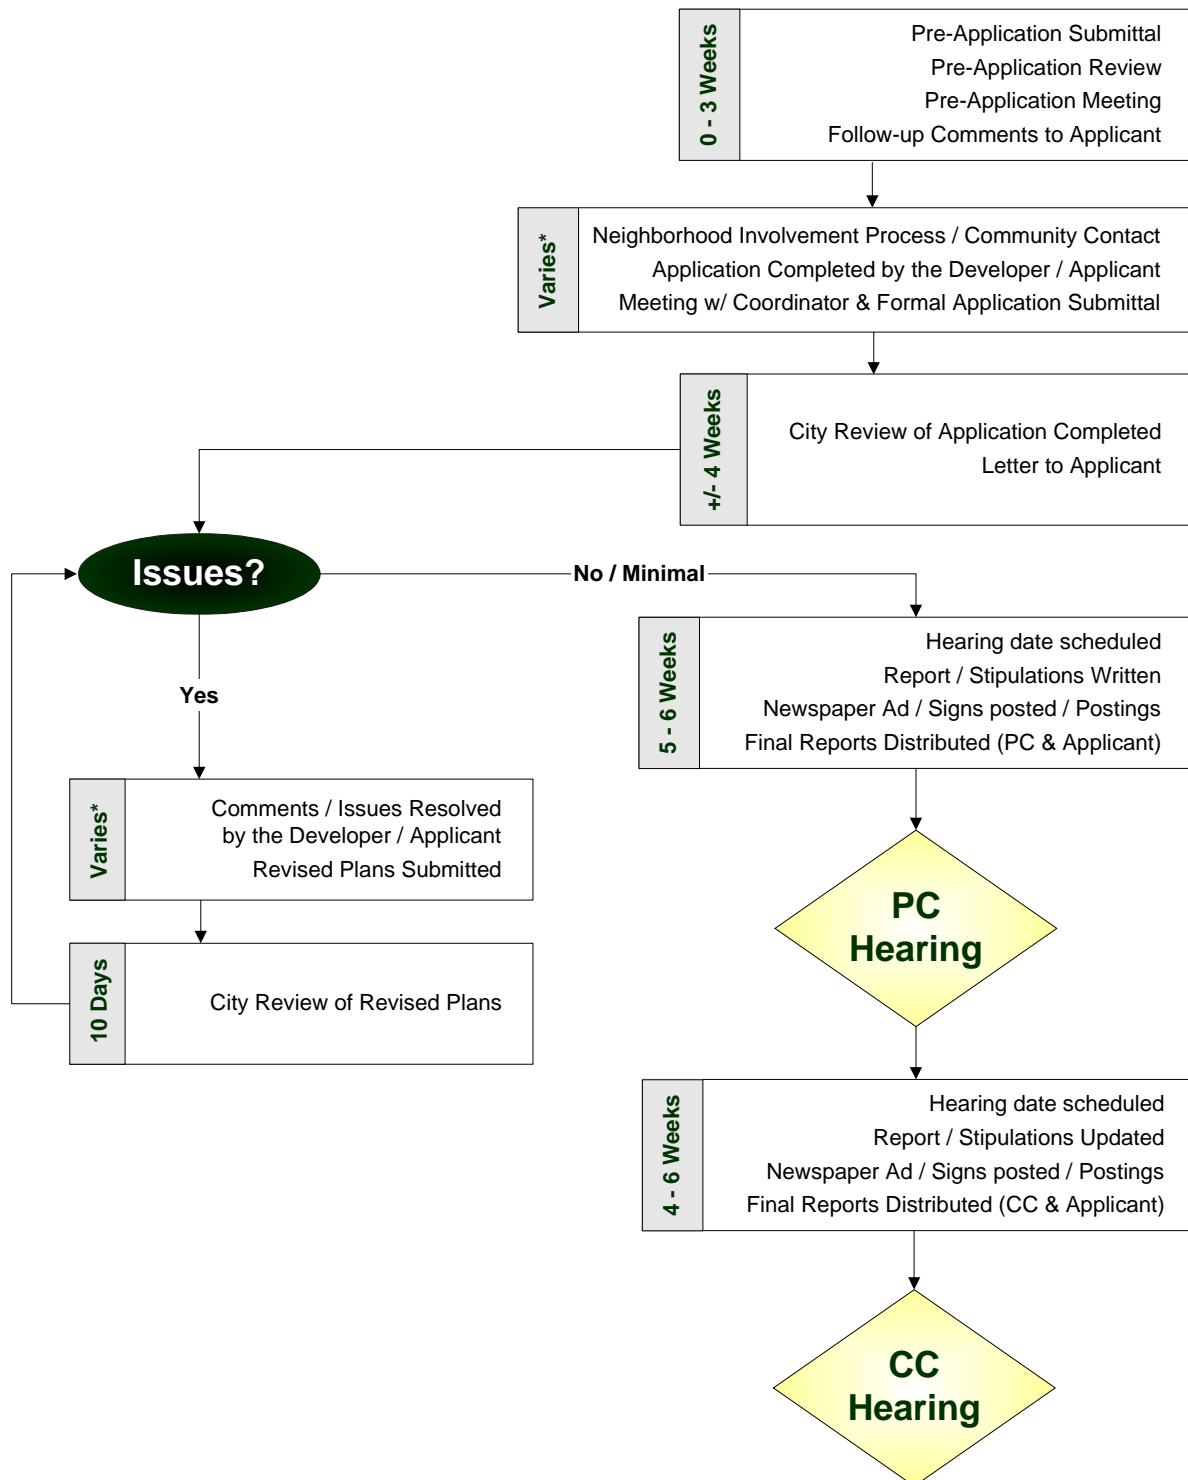 0 - 3 Weeks
Pre-Application Submittal
Pre-Application Review
Pre-Application Meeting
Follow-up Comments to Applicant
Varies*
Neighborhood Involvement Process / Community Contact
Application Completed by the Developer / Applicant
Meeting w/ Coordinator & Formal Application Submittal
+/- 4 Weeks
City Review of Application Completed
Letter to Applicant
Issues?
No / Minimal
Yes
Varies*
Comments / Issues Resolved
by the Developer / Applicant
Revised Plans Submitted
10 Days
City Review of Revised Plans
5 - 6 Weeks
Hearing date scheduled
Report / Stipulations Written
Newspaper Ad / Signs posted / Postings
Final Reports Distributed (PC & Applicant)
PC
Hearing
4 - 6 Weeks
Hearing date scheduled
Report / Stipulations Updated
Newspaper Ad / Signs posted / Postings
Final Reports Distributed (CC & Applicant)
CC
Hearing